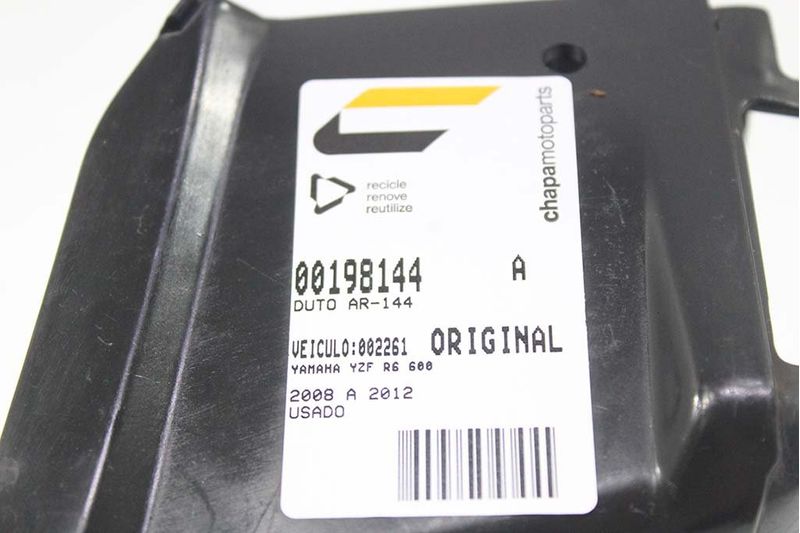 recicle
renove
reutilize
chapamotoparts
00198144 A
DUTO AR-144
VEICULO:002261 ORIGINAL
YAMAHA YZF R6 600
2008 A 2012
USADO